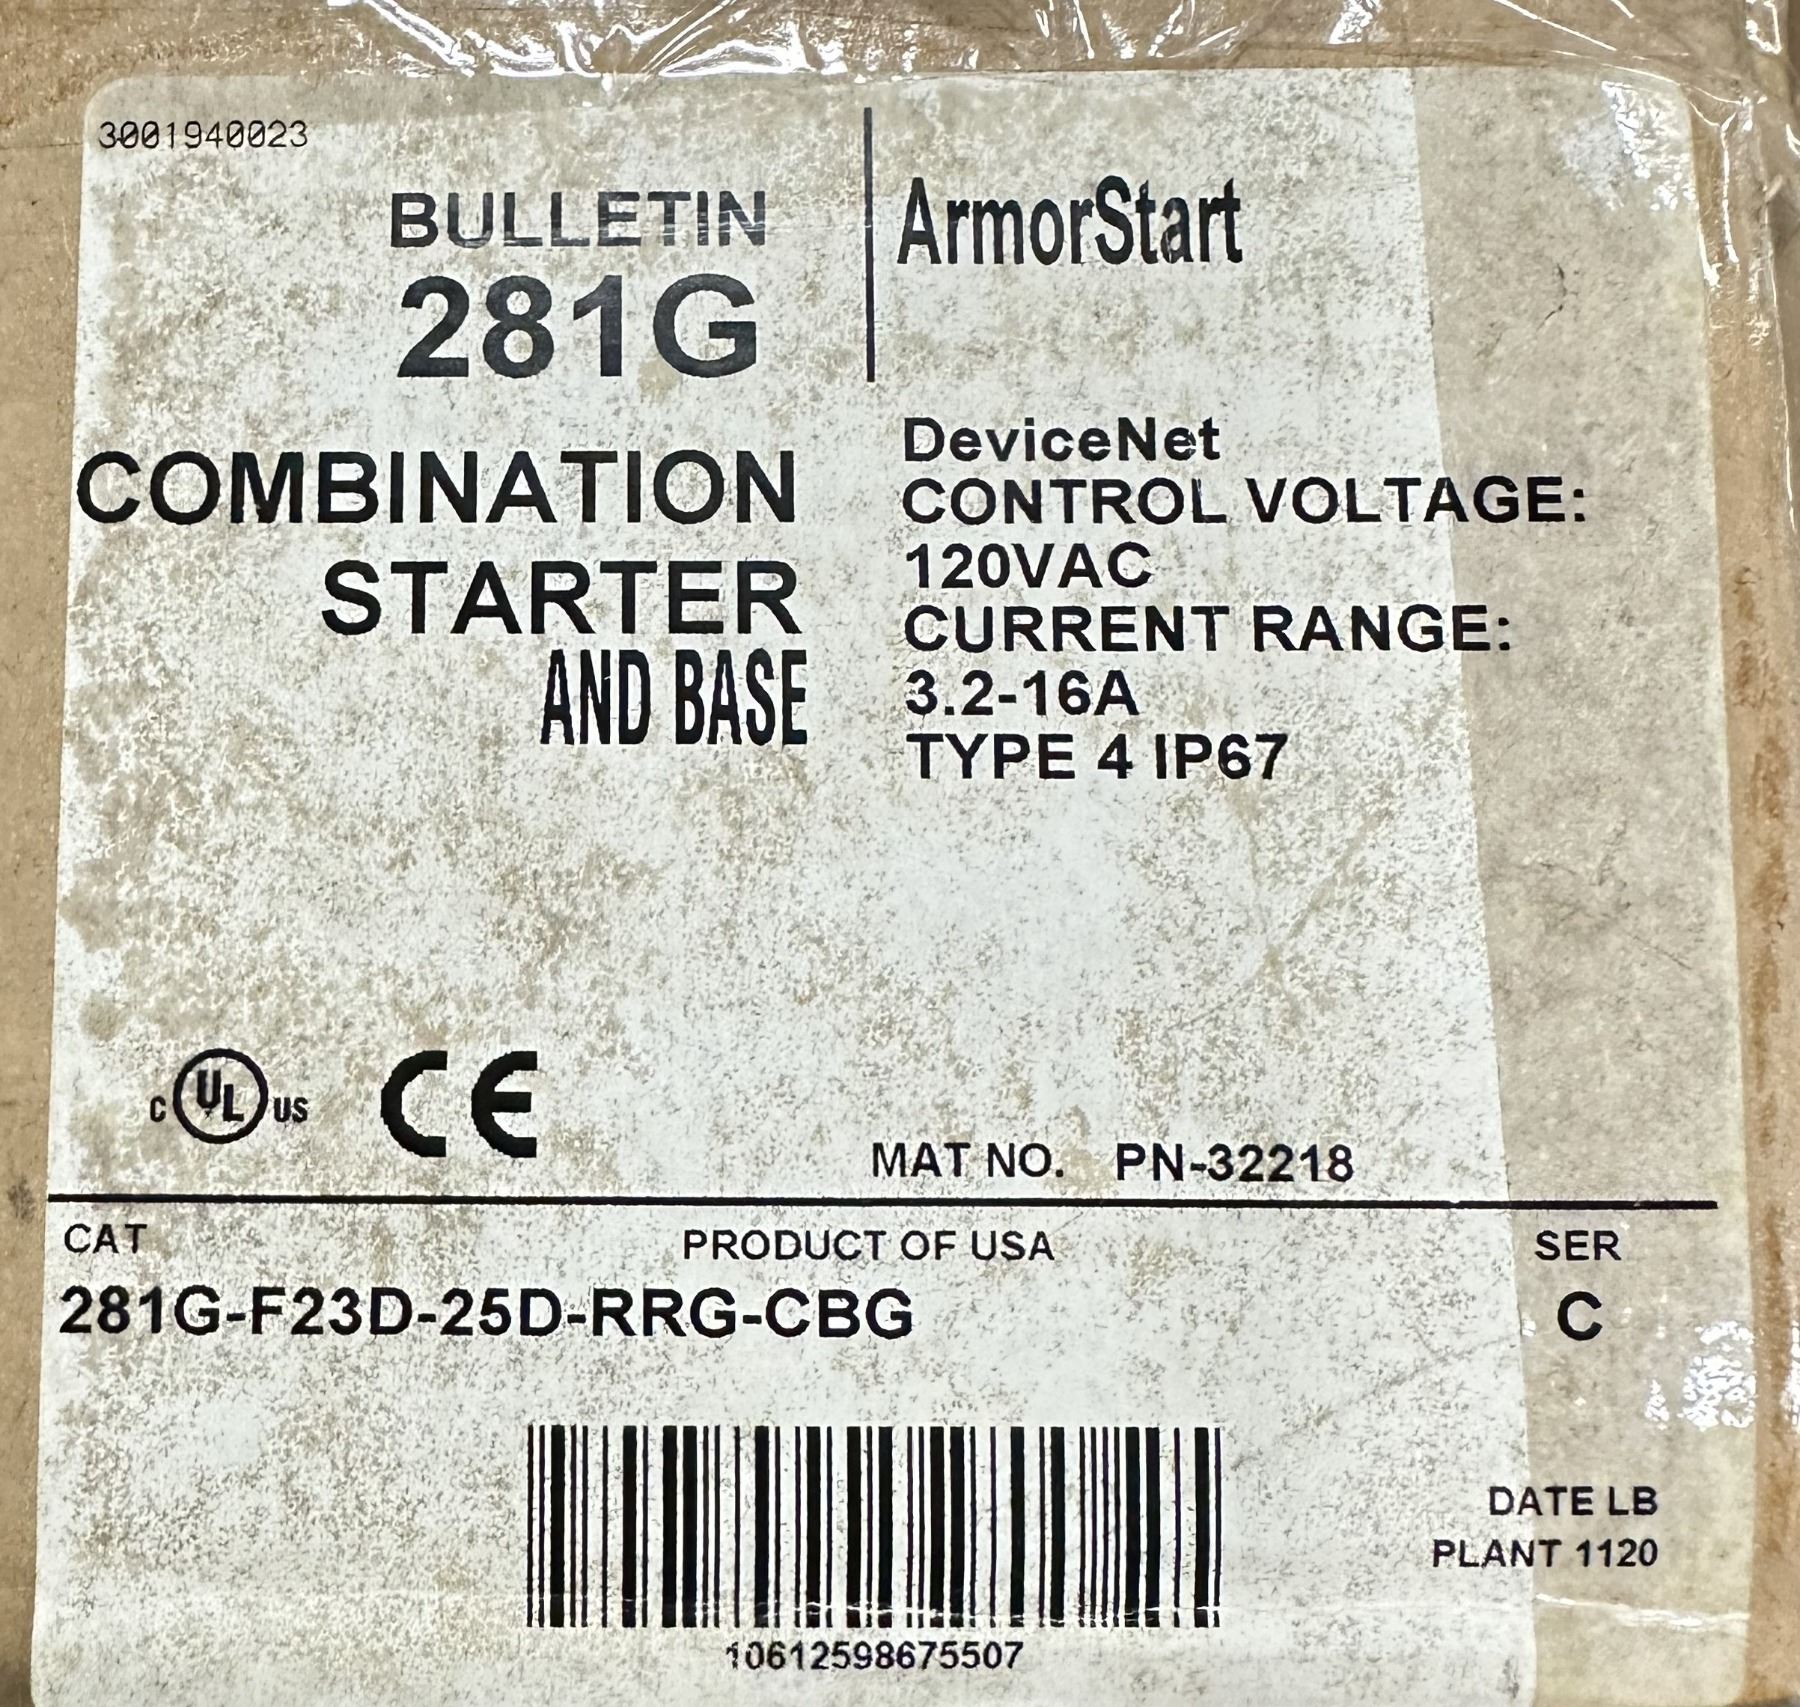 3001940023
BULLETIN
281G
COMBINATION
STARTER
AND BASE
ArmorStart
DeviceNet
CONTROL VOLTAGE:
120VAC
CURRENT RANGE:
3.2-16A
TYPE 4 IP67
C UL US CE
MAT NO. PN-32218
CAT PRODUCT OF USA SER
281G-F23D-25D-RRG-CBG C
DATE LB
PLANT 1120
10612598675507